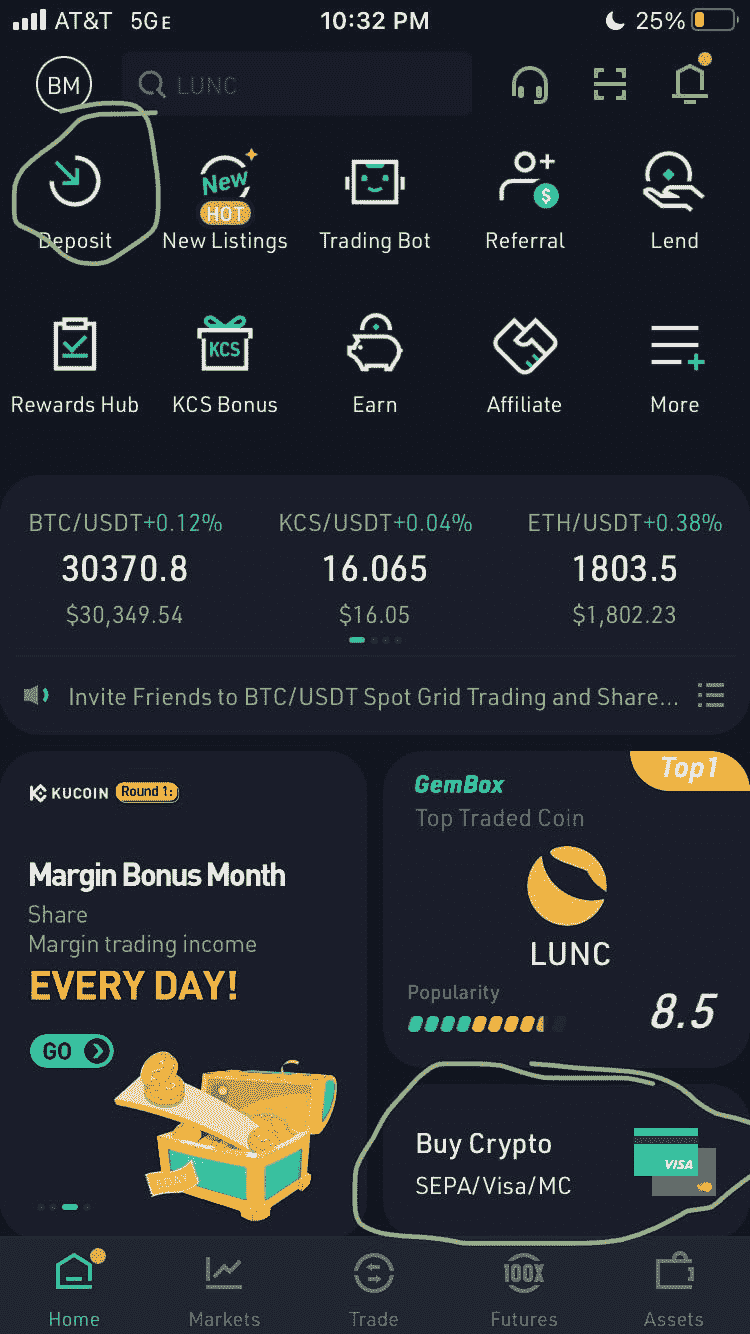 AT&T 5GE 10:32 PM 25%
BM LUNC
New
HOT
$
Deposit New Listings Trading Bot Referral Lend
KCS
Rewards Hub KCS Bonus Earn Affiliate More
BTC/USDT+0.12% KCS/USDT+0.04% ETH/USDT+0.38%
30370.8 16.065 1803.5
$30,349.54 $16.05 $1,802.23
Invite Friends to BTC/USDT Spot Grid Trading and Share...
KUCOIN Round 1:
Margin Bonus Month
Share
Margin trading income
EVERY DAY!
GO
Top1
GemBox
Top Traded Coin
LUNC
Popularity
8.5
Buy Crypto
SEPA/Visa/MC
VISA
100X
Home Markets Trade Futures Assets